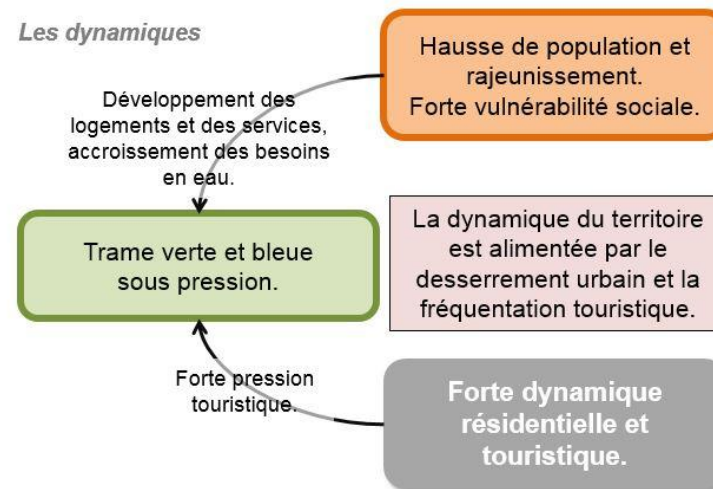 Les dynamiques
Hausse de population et
rajeunissement.
Forte vulnérabilité sociale.
Développement des
logements et des services,
accroissement des besoins
en eau.
Trame verte et bleue
sous pression.
La dynamique du territoire
est alimentée par le
desserrement urbain et la
fréquentation touristique.
Forte pression
touristique.
Forte dynamique
résidentielle et
touristique.